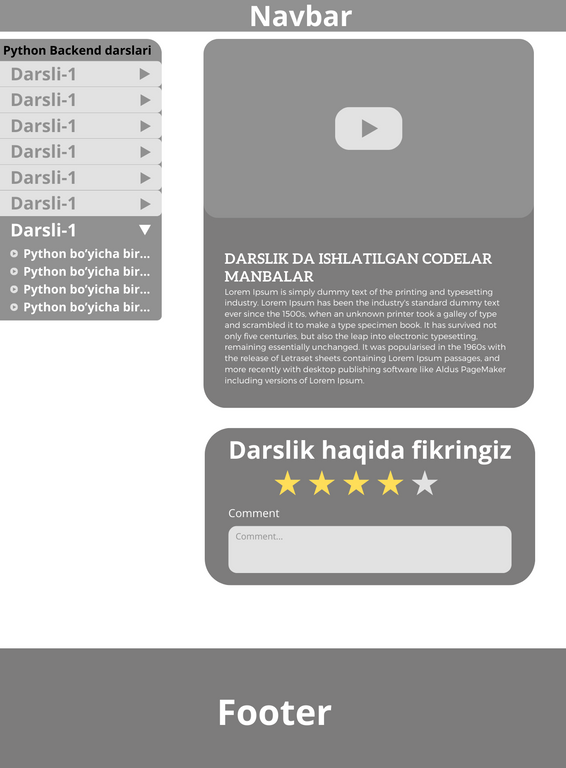 Navbar
Python Backend darslari
Darsli-1
Darsli-1
Darsli-1
Darsli-1
Darsli-1
Darsli-1
Darsli-1
Python bo’yicha bir...
Python bo’yicha bir...
Python bo’yicha bir...
Python bo’yicha bir...
DARSLIK DA ISHLATILGAN CODELAR
MANBALAR
Lorem Ipsum is simply dummy text of the printing and typesetting
industry. Lorem Ipsum has been the industry's standard dummy text
ever since the 1500s, when an unknown printer took a galley of type
and scrambled it to make a type specimen book. It has survived not
only five centuries, but also the leap into electronic typesetting,
remaining essentially unchanged. It was popularised in the 1960s with
the release of Letraset sheets containing Lorem Ipsum passages, and
more recently with desktop publishing software like Aldus PageMaker
including versions of Lorem Ipsum.
Darslik haqida fikringiz
Comment
Comment...
Footer